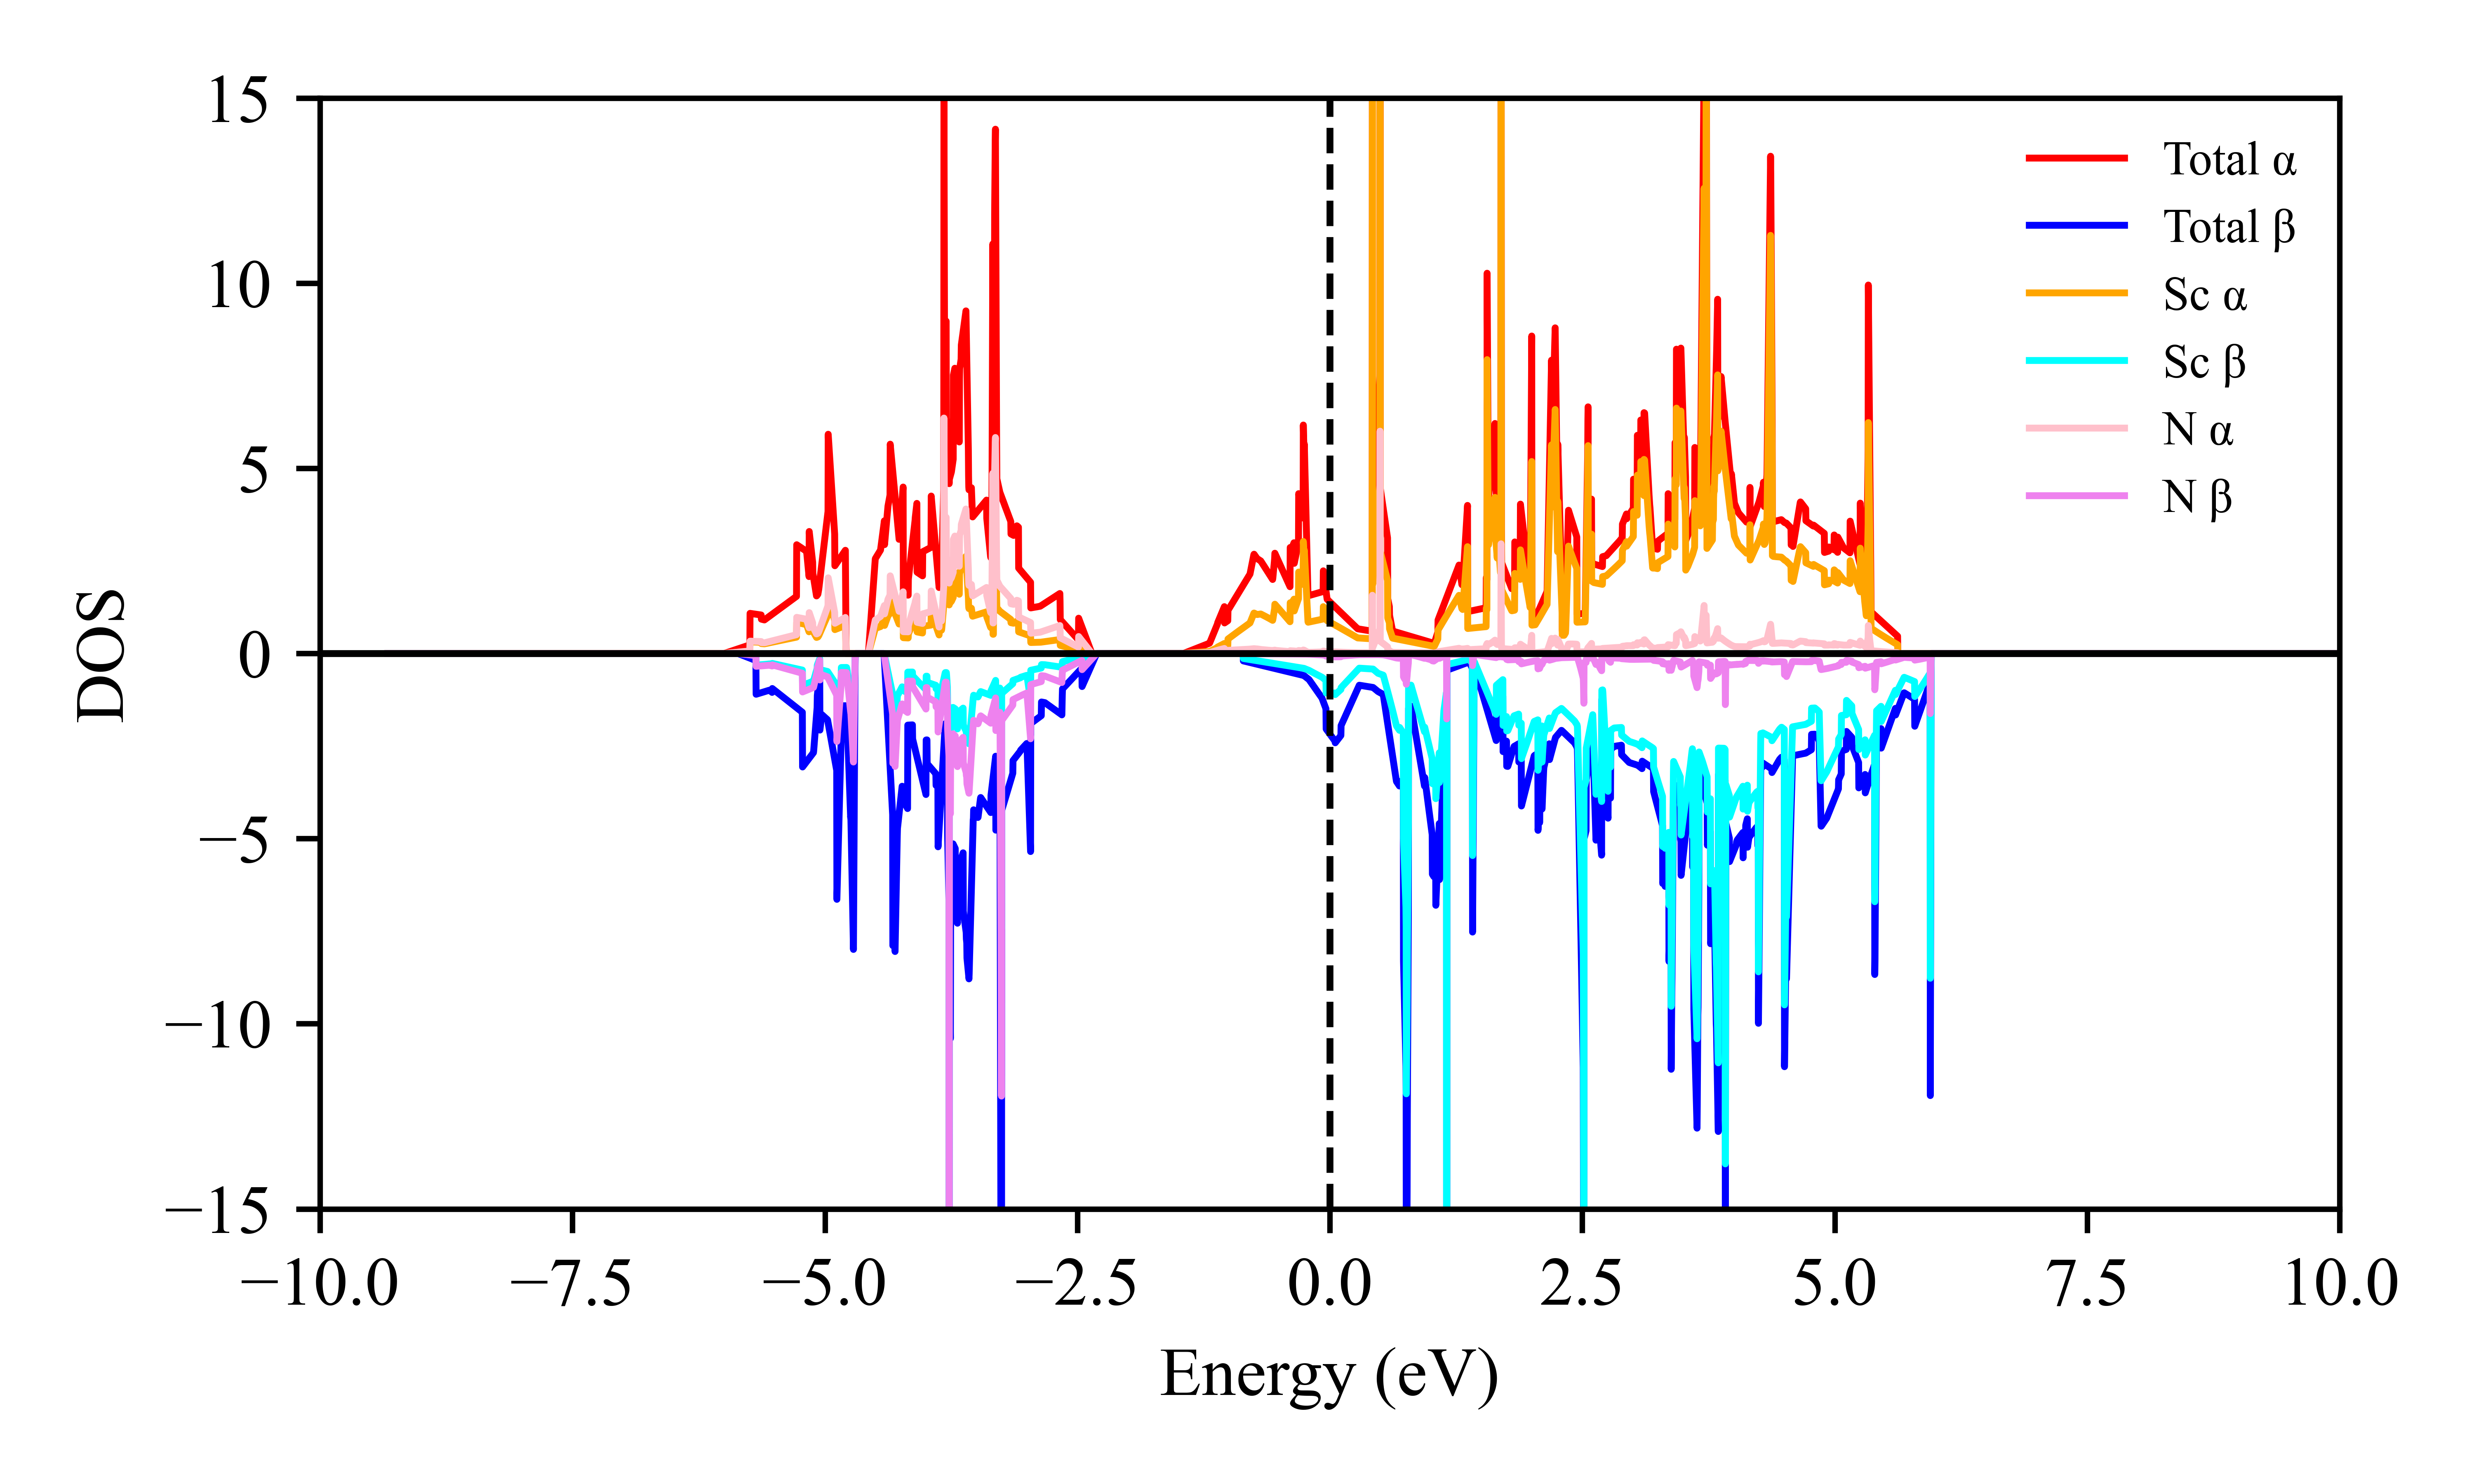 15
10
5
0
−5
−10
−15
DOS
−10.0
−7.5
−5.0
−2.5
0.0
2.5
5.0
7.5
10.0
Energy (eV)
Total α
Total β
Sc α
Sc β
N α
N β